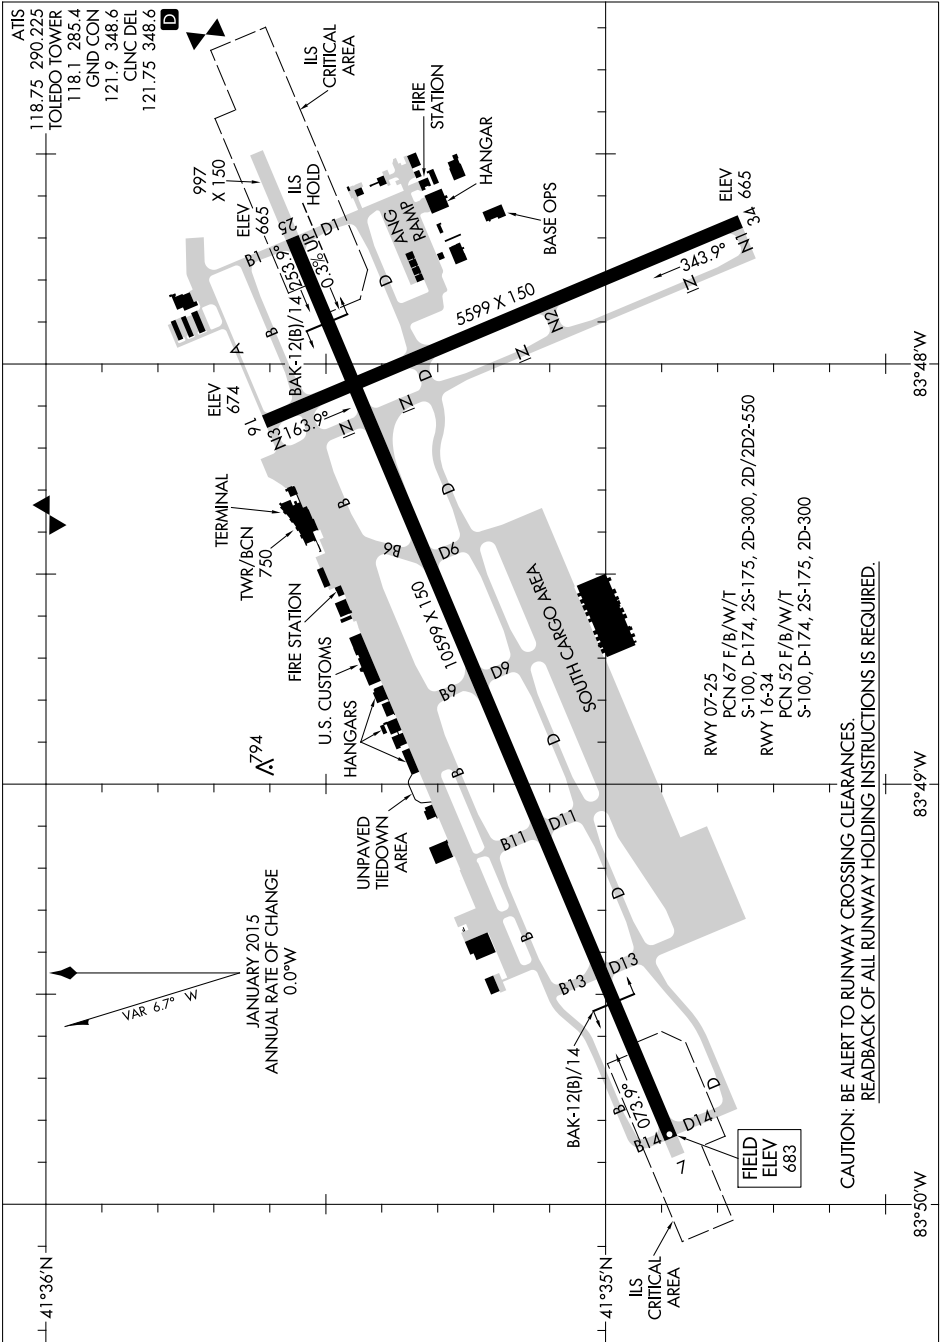 ATIS
118.75 290.225
TOLEDO TOWER
118.1 285.4
GND CON
121.9 348.6
CLNC DEL
121.75 348.6
D
ILS
CRITICAL
AREA
FIRE
STATION
HANGAR
BASE OPS
997
X 150
ELEV
665
25
ILS
HOLD
B1
D1
ANG
RAMP
253.9°
0.3% UP
BAK-12(B)/14
A
B
D
ELEV
665
34
N1
343.9°
N
5599 X 150
N2
N
D
N
N
ELEV
674
16
N3
163.9°
83°48'W
TERMINAL
TWR/BCN
750
FIRE STATION
U.S. CUSTOMS
HANGARS
UNPAVED
TIEDOWN
AREA
794
B
D
B6
D6
10599 X 150
B9
D9
SOUTH CARGO AREA
B
D
B11
D11
B
D
B13
D13
BAK-12(B)/14
B
073.9°
D
B14
D14
7
FIELD
ELEV
683
ILS
CRITICAL
AREA
RWY 07-25
PCN 67 F/B/W/T
S-100, D-174, 2S-175, 2D-300, 2D/2D2-550
RWY 16-34
PCN 52 F/B/W/T
S-100, D-174, 2S-175, 2D-300
83°49'W
JANUARY 2015
ANNUAL RATE OF CHANGE
0.0°W
VAR 6.7° W
CAUTION: BE ALERT TO RUNWAY CROSSING CLEARANCES.
READBACK OF ALL RUNWAY HOLDING INSTRUCTIONS IS REQUIRED.
83°50'W
41°36'N
41°35'N